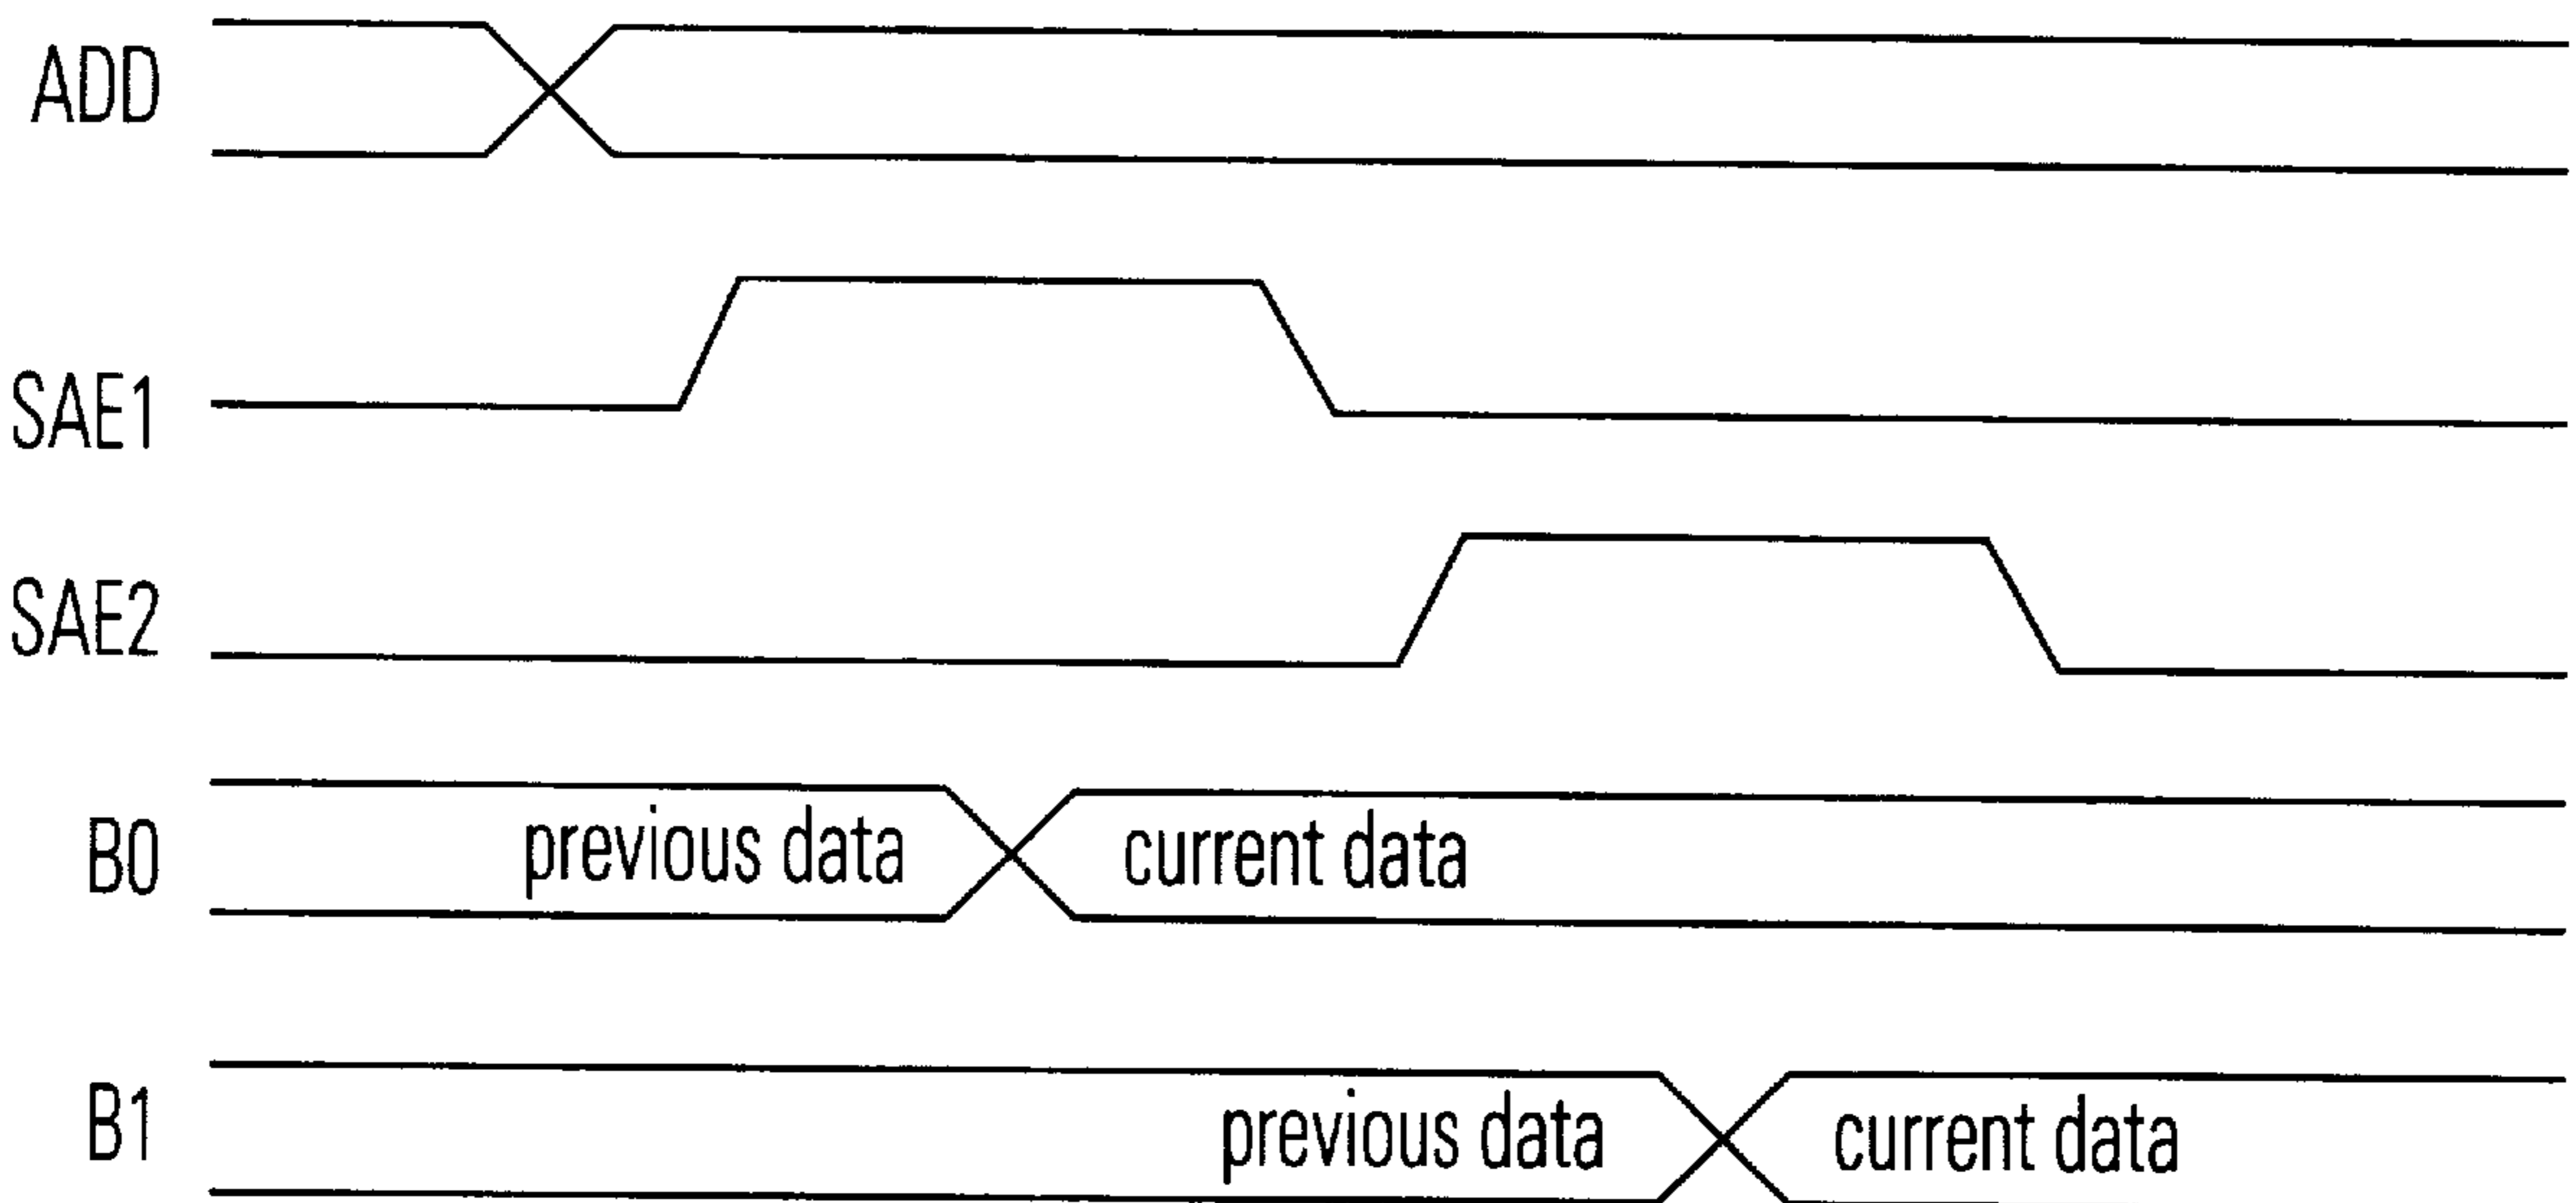 ADD
SAE1
SAE2
B0 previous data current data
B1 previous data current data